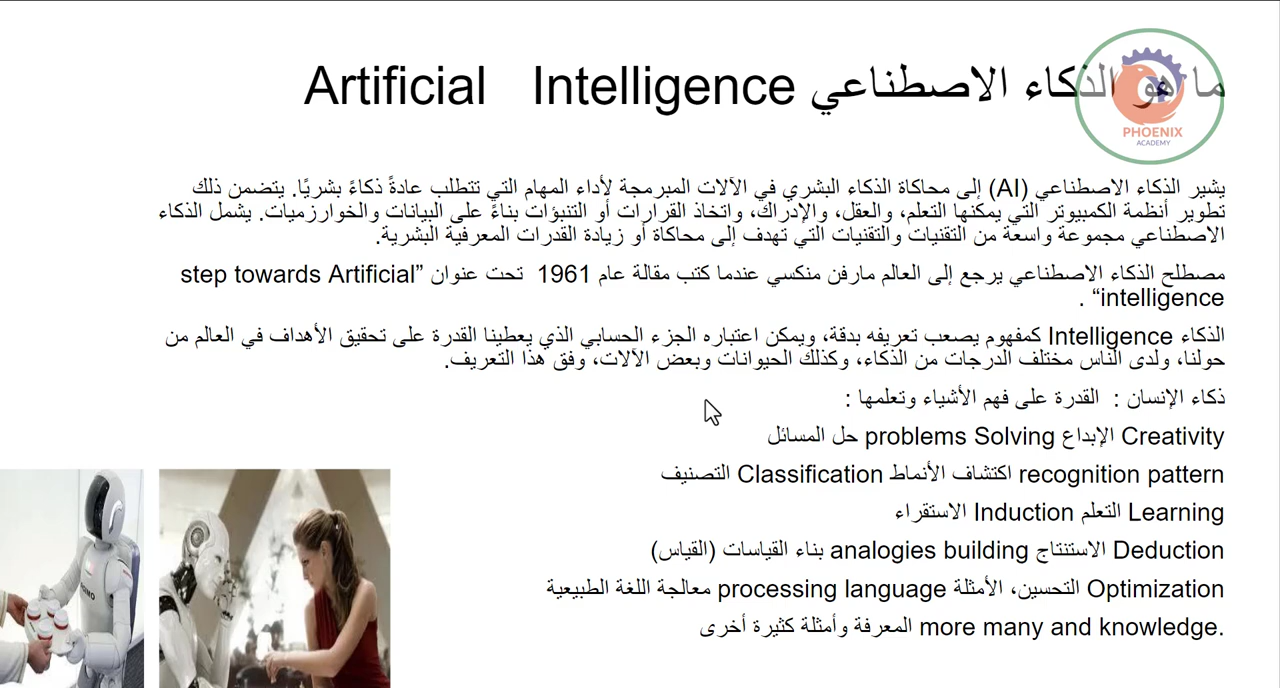 ما هو الذكاء الاصطناعي Artificial Intelligence
PHOENIX
ACADEMY
يشير الذكاء الاصطناعي (AI) إلى محاكاة الذكاء البشري في الآلات المبرمجة لأداء المهام التي تتطلب عادةً ذكاءً بشريًا. يتضمن ذلك
تطوير أنظمة الكمبيوتر التي يمكنها التعلم، والعقل، والإدراك، واتخاذ القرارات أو التنبؤات بناءً على البيانات والخوارزميات. يشمل الذكاء
الاصطناعي مجموعة واسعة من التقنيات والتقنيات التي تهدف إلى محاكاة أو زيادة القدرات المعرفية البشرية.
مصطلح الذكاء الاصطناعي يرجع إلى العالم مارفن منكسي عندما كتب مقالة عام 1961 تحت عنوان ”step towards Artificial
intelligence“ .
الذكاء Intelligence كمفهوم يصعب تعريفه بدقة، ويمكن اعتباره الجزء الحسابي الذي يعطينا القدرة على تحقيق الأهداف في العالم من
حولنا، ولدى الناس مختلف الدرجات من الذكاء، وكذلك الحيوانات وبعض الآلات، وفق هذا التعريف.
ذكاء الإنسان : القدرة على فهم الأشياء وتعلمها :
Creativity الإبداع problems Solving حل المسائل
recognition pattern اكتشاف الأنماط Classification التصنيف
Learning التعلم Induction الاستقراء
Deduction الاستنتاج analogies building بناء القياسات (القياس)
Optimization التحسين، الأمثلة processing language معالجة اللغة الطبيعية
more many and knowledge. المعرفة وأمثلة كثيرة أخرى